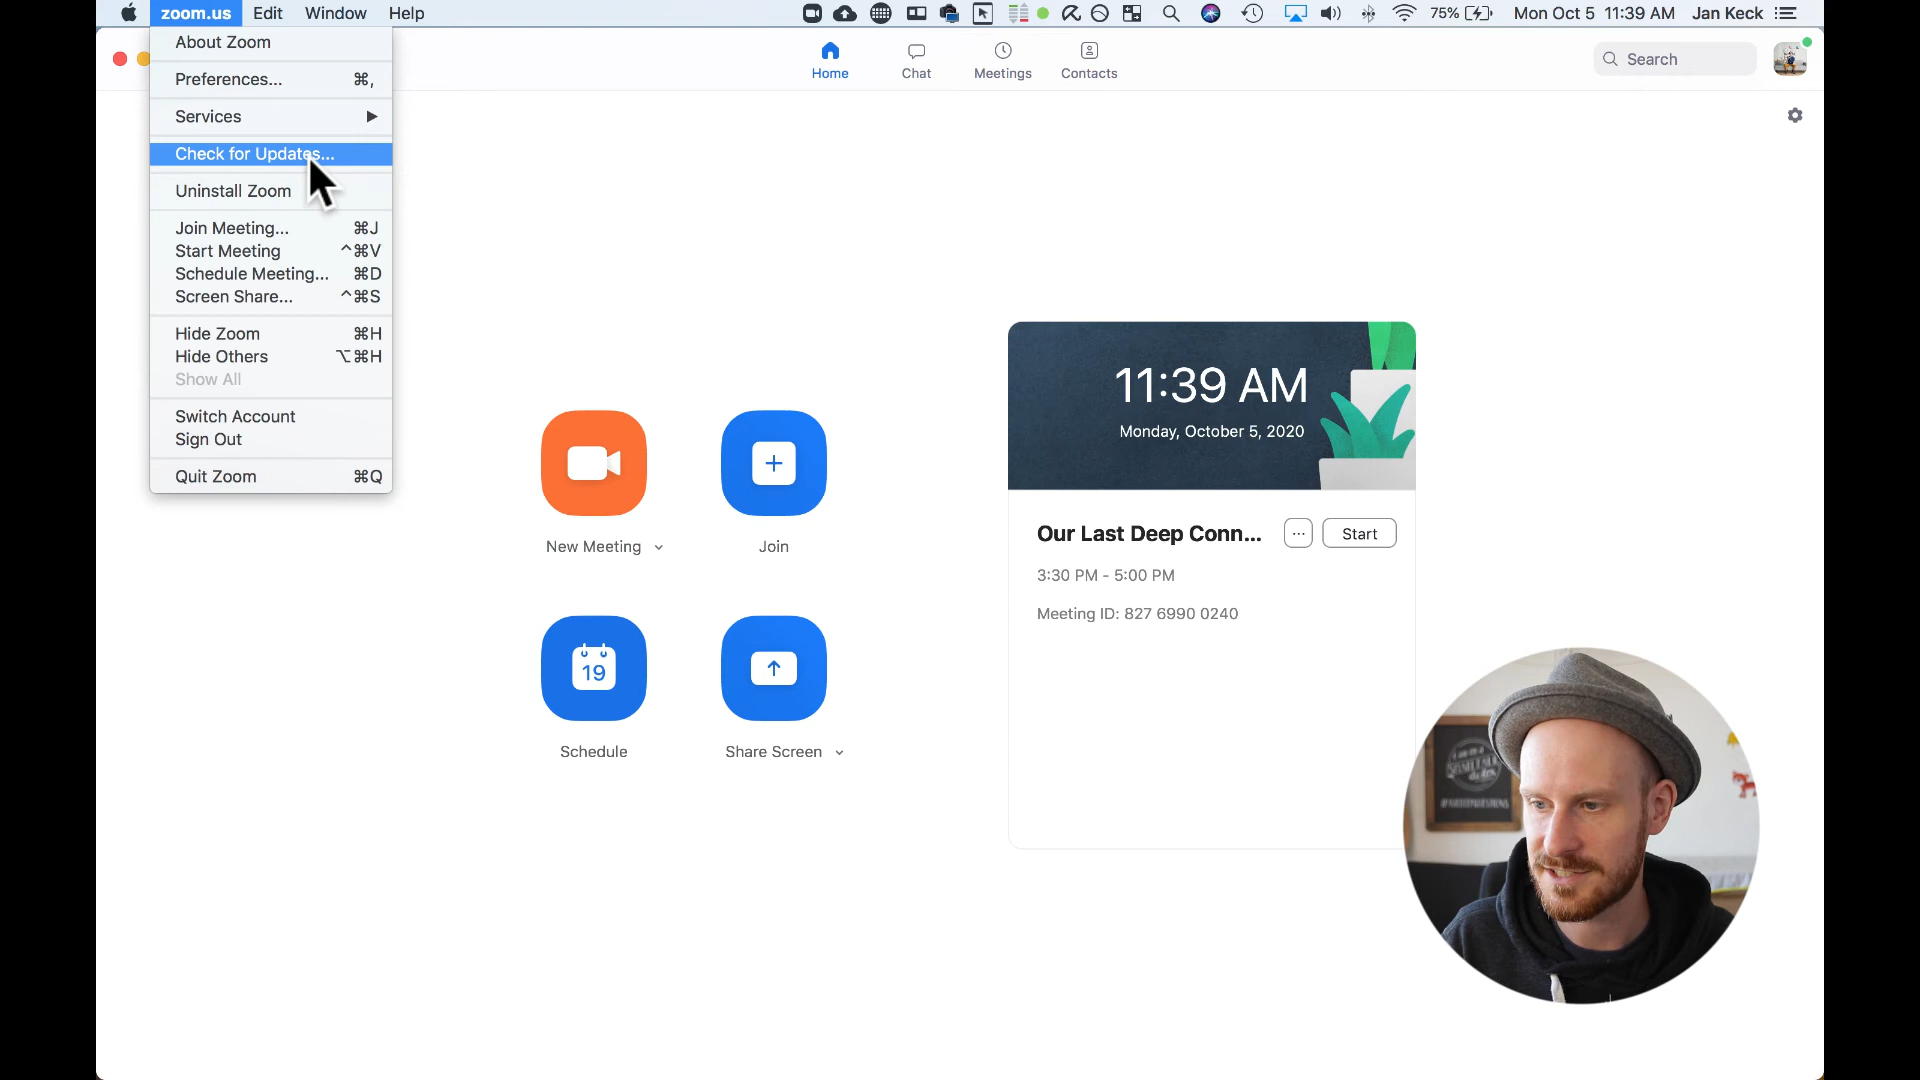 zoom.us Edit Window Help
75% Mon Oct 5 11:39 AM Jan Keck
About Zoom
Preferences... ⌘,
Services ▶
Check for Updates...
Uninstall Zoom
Join Meeting... ⌘J
Start Meeting ^⌘V
Schedule Meeting... ⌘D
Screen Share... ^⌘S
Hide Zoom ⌘H
Hide Others ⌥⌘H
Show All
Switch Account
Sign Out
Quit Zoom ⌘Q
Home
Chat
Meetings
Contacts
Search
New Meeting
Join
19
Schedule
Share Screen
11:39 AM
Monday, October 5, 2020
Our Last Deep Conn... ... Start
3:30 PM - 5:00 PM
Meeting ID: 827 6990 0240